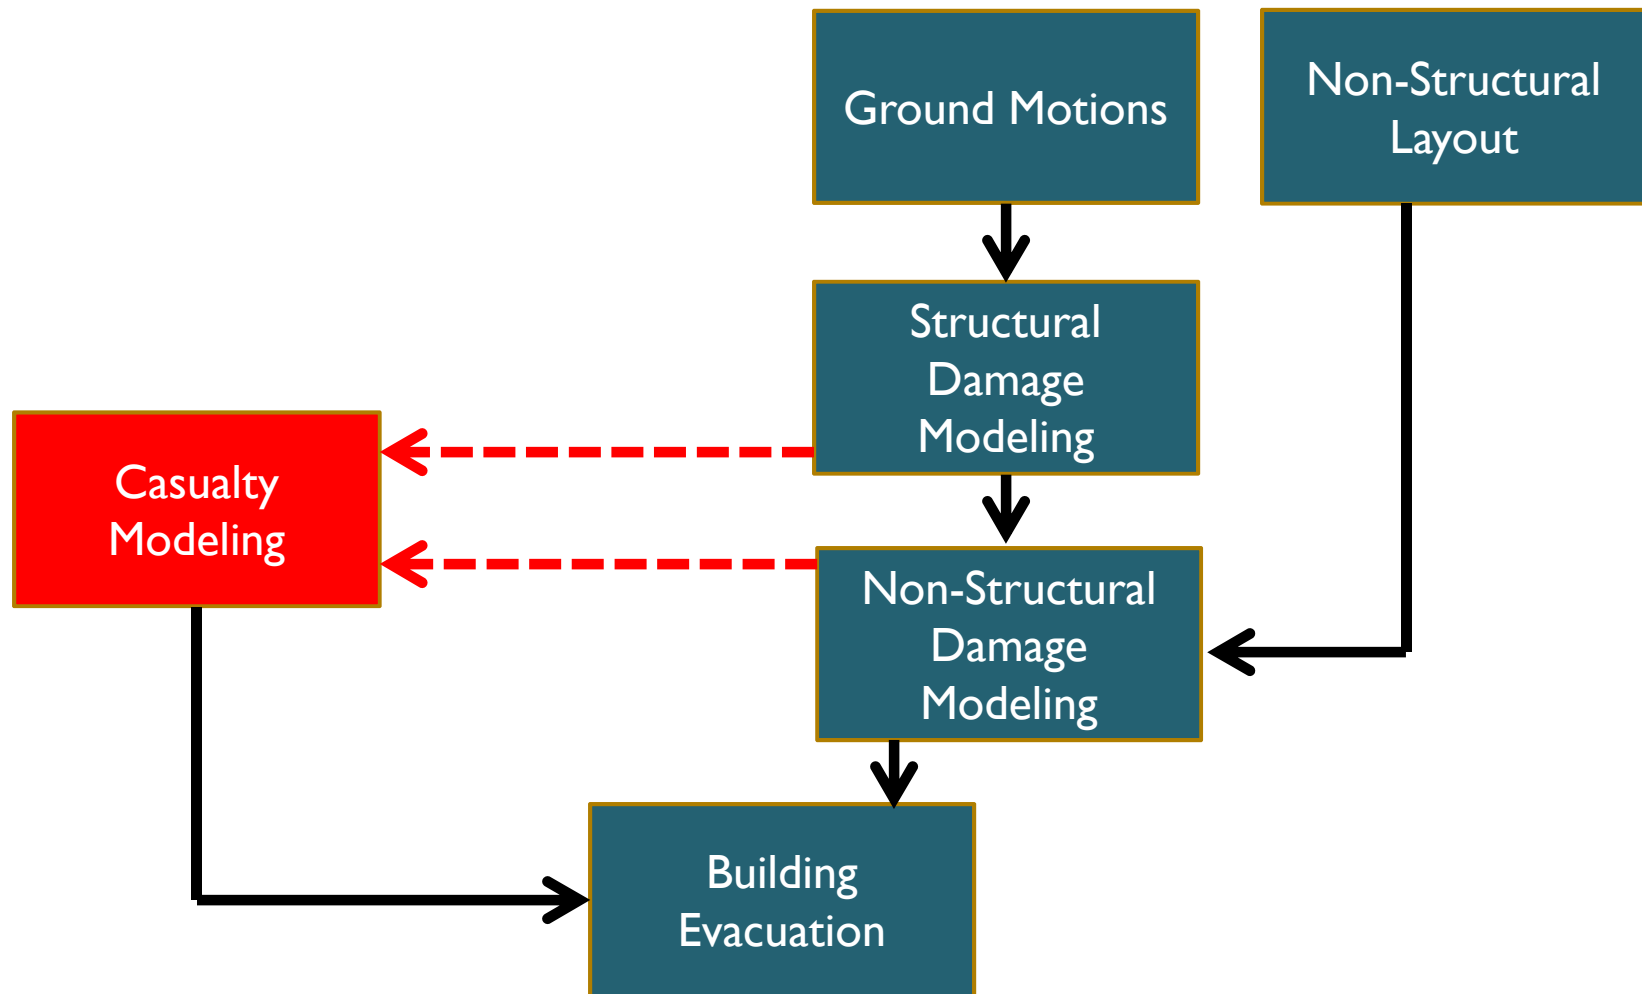 Ground Motions
Non-Structural
Layout
Structural
Damage
Modeling
Casualty
Modeling
Non-Structural
Damage
Modeling
Building
Evacuation